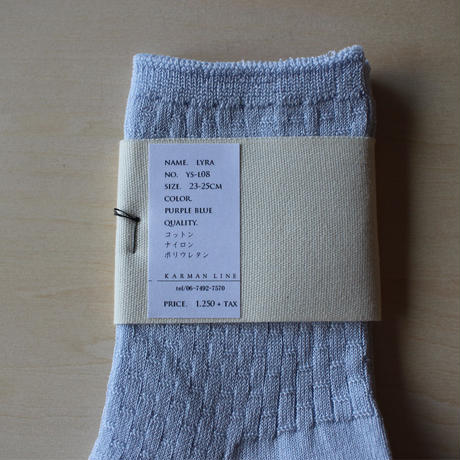 NAME. LYRA
NO. YS-L08
SIZE. 23-25CM
COLOR.
PURPLE BLUE
QUALITY.
コットン
ナイロン
ポリウレタン
KARMAN LINE
tel/06-7492-7570
PRICE. 1.250 + TAX